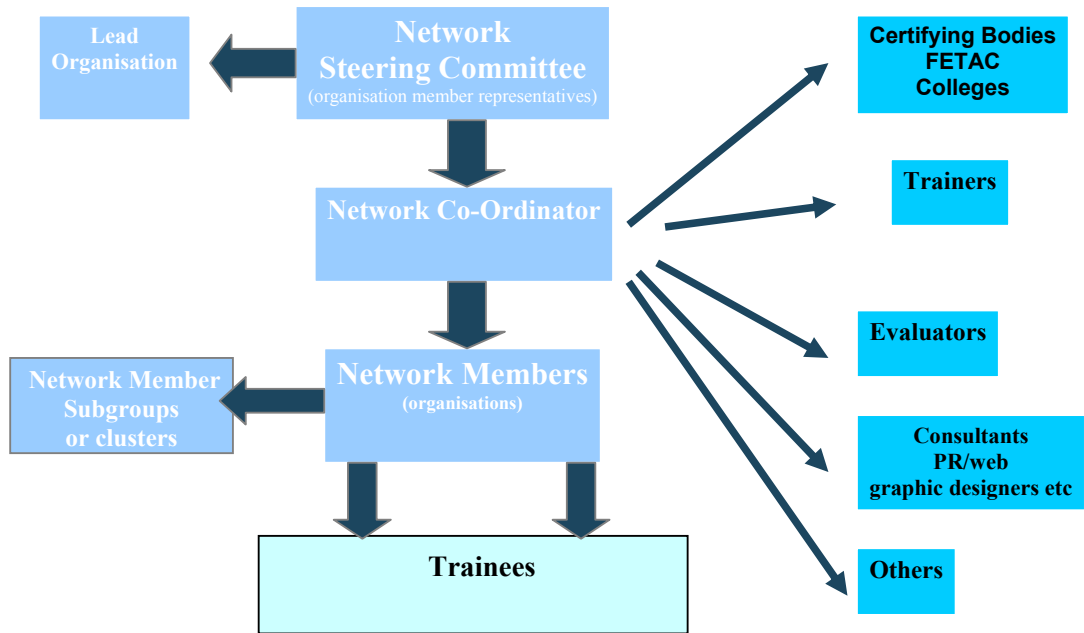 Lead
Organisation
Network
Steering Committee
(organisation member representatives)
Certifying Bodies
FETAC
Colleges
Trainers
Network Co-Ordinator
Evaluators
Network Member
Subgroups
or clusters
Network Members
(organisations)
Consultants
PR/web
graphic designers etc
Trainees
Others